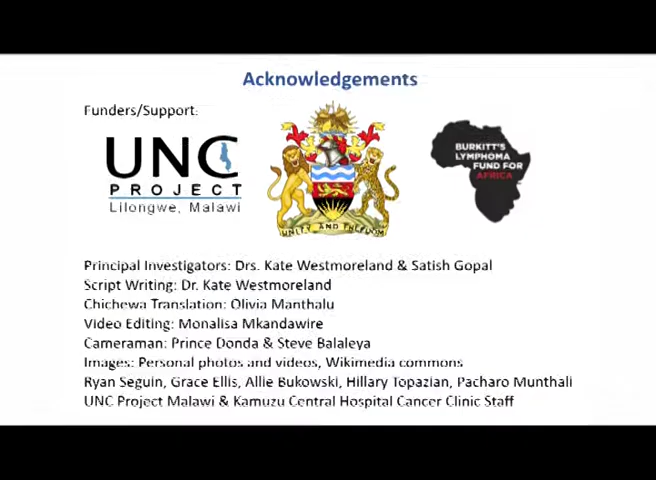 Acknowledgements
Funders/Support:
UNC
PROJECT
Lilongwe, Malawi
UNITY AND FREEDOM
BURKITT'S
LYMPHOMA
FUND FOR
AFRICA
Principal Investigators: Drs. Kate Westmoreland & Satish Gopal
Script Writing: Dr. Kate Westmoreland
Chichewa Translation: Olivia Manthalu
Video Editing: Monalisa Mkandawire
Cameraman: Prince Donda & Steve Balaleya
Images: Personal photos and videos, Wikimedia commons
Ryan Seguin, Grace Ellis, Allie Bukowski, Hillary Topazian, Pacharo Munthali
UNC Project Malawi & Kamuzu Central Hospital Cancer Clinic Staff